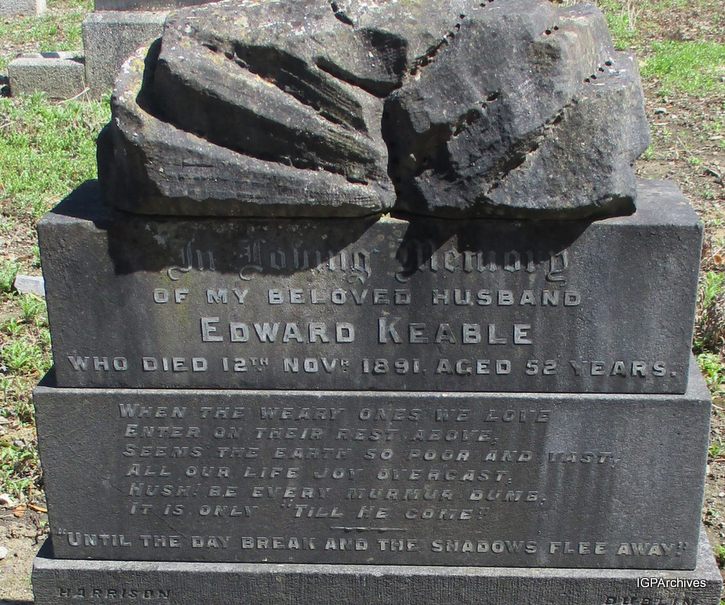 In Loving Memory
OF MY BELOVED HUSBAND
EDWARD KEABLE
WHO DIED 12TH NOVR 1891, AGED 52 YEARS.
WHEN THE WEARY ONES WE LOVE
ENTER ON THEIR REST ABOVE,
SEEMS THE EARTH SO POOR AND VAST,
ALL OUR LIFE JOY OVERCAST,
HUSH! BE EVERY MURMUR DUMB,
IT IS ONLY "TILL HE COME"
"UNTIL THE DAY BREAK AND THE SHADOWS FLEE AWAY."
HARRISON DUBLIN
IGPArchives